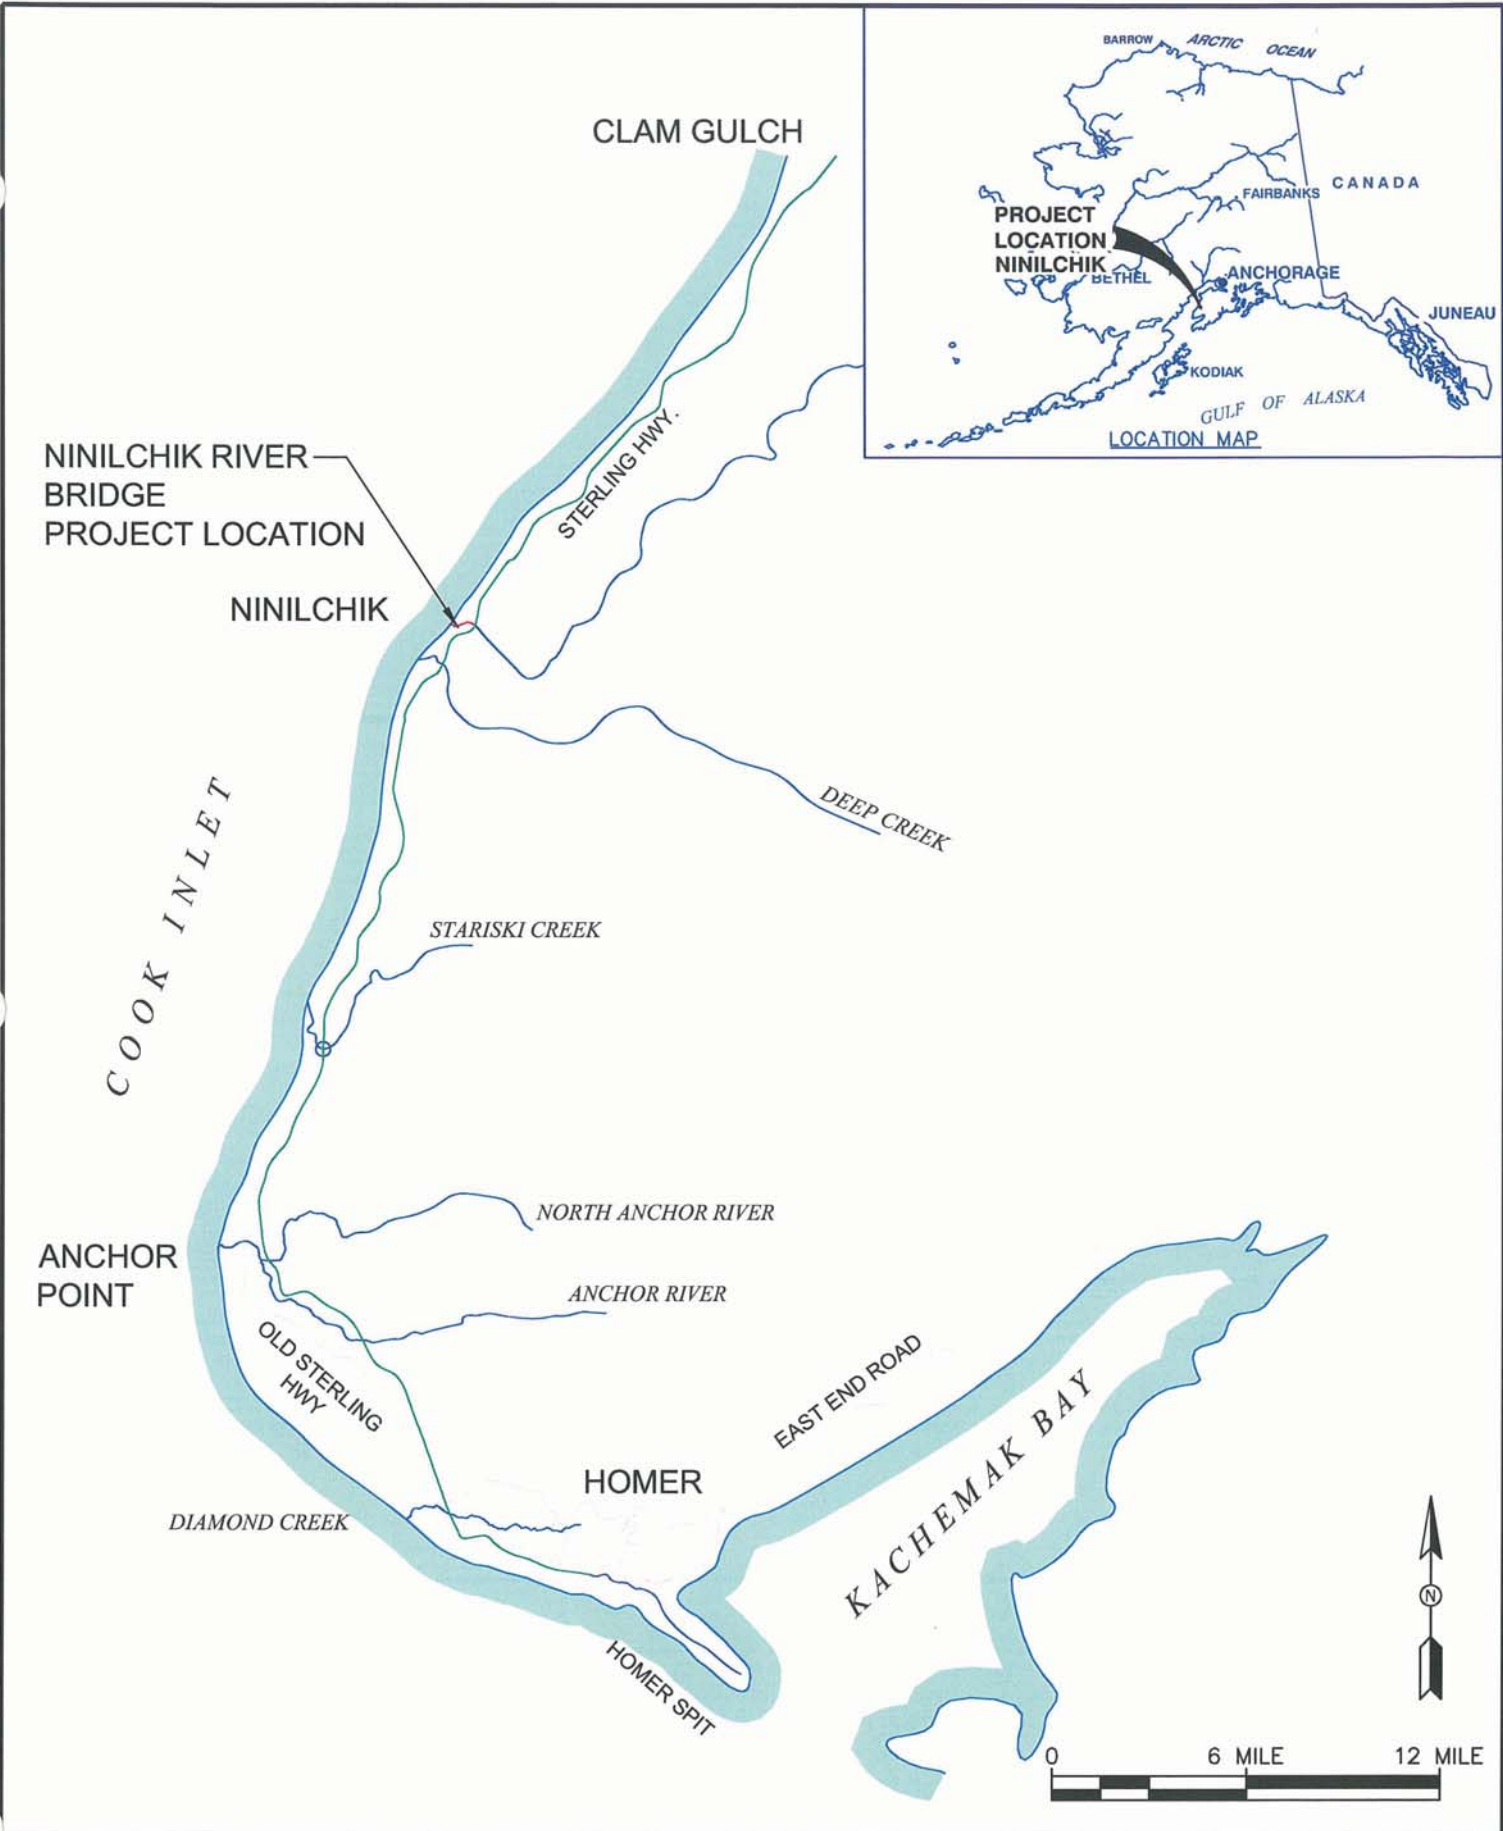 BARROW
ARCTIC OCEAN
CANADA
FAIRBANKS
PROJECT
LOCATION
NINILCHIK
BETHEL
ANCHORAGE
JUNEAU
KODIAK
GULF OF ALASKA
LOCATION MAP
CLAM GULCH
STERLING HWY.
NINILCHIK RIVER
BRIDGE
PROJECT LOCATION
NINILCHIK
DEEP CREEK
COOK INLET
STARISKI CREEK
NORTH ANCHOR RIVER
ANCHOR
POINT
ANCHOR RIVER
OLD STERLING
HWY
EAST END ROAD
KACHEMAK BAY
HOMER
DIAMOND CREEK
HOMER SPIT
N
0 6 MILE 12 MILE